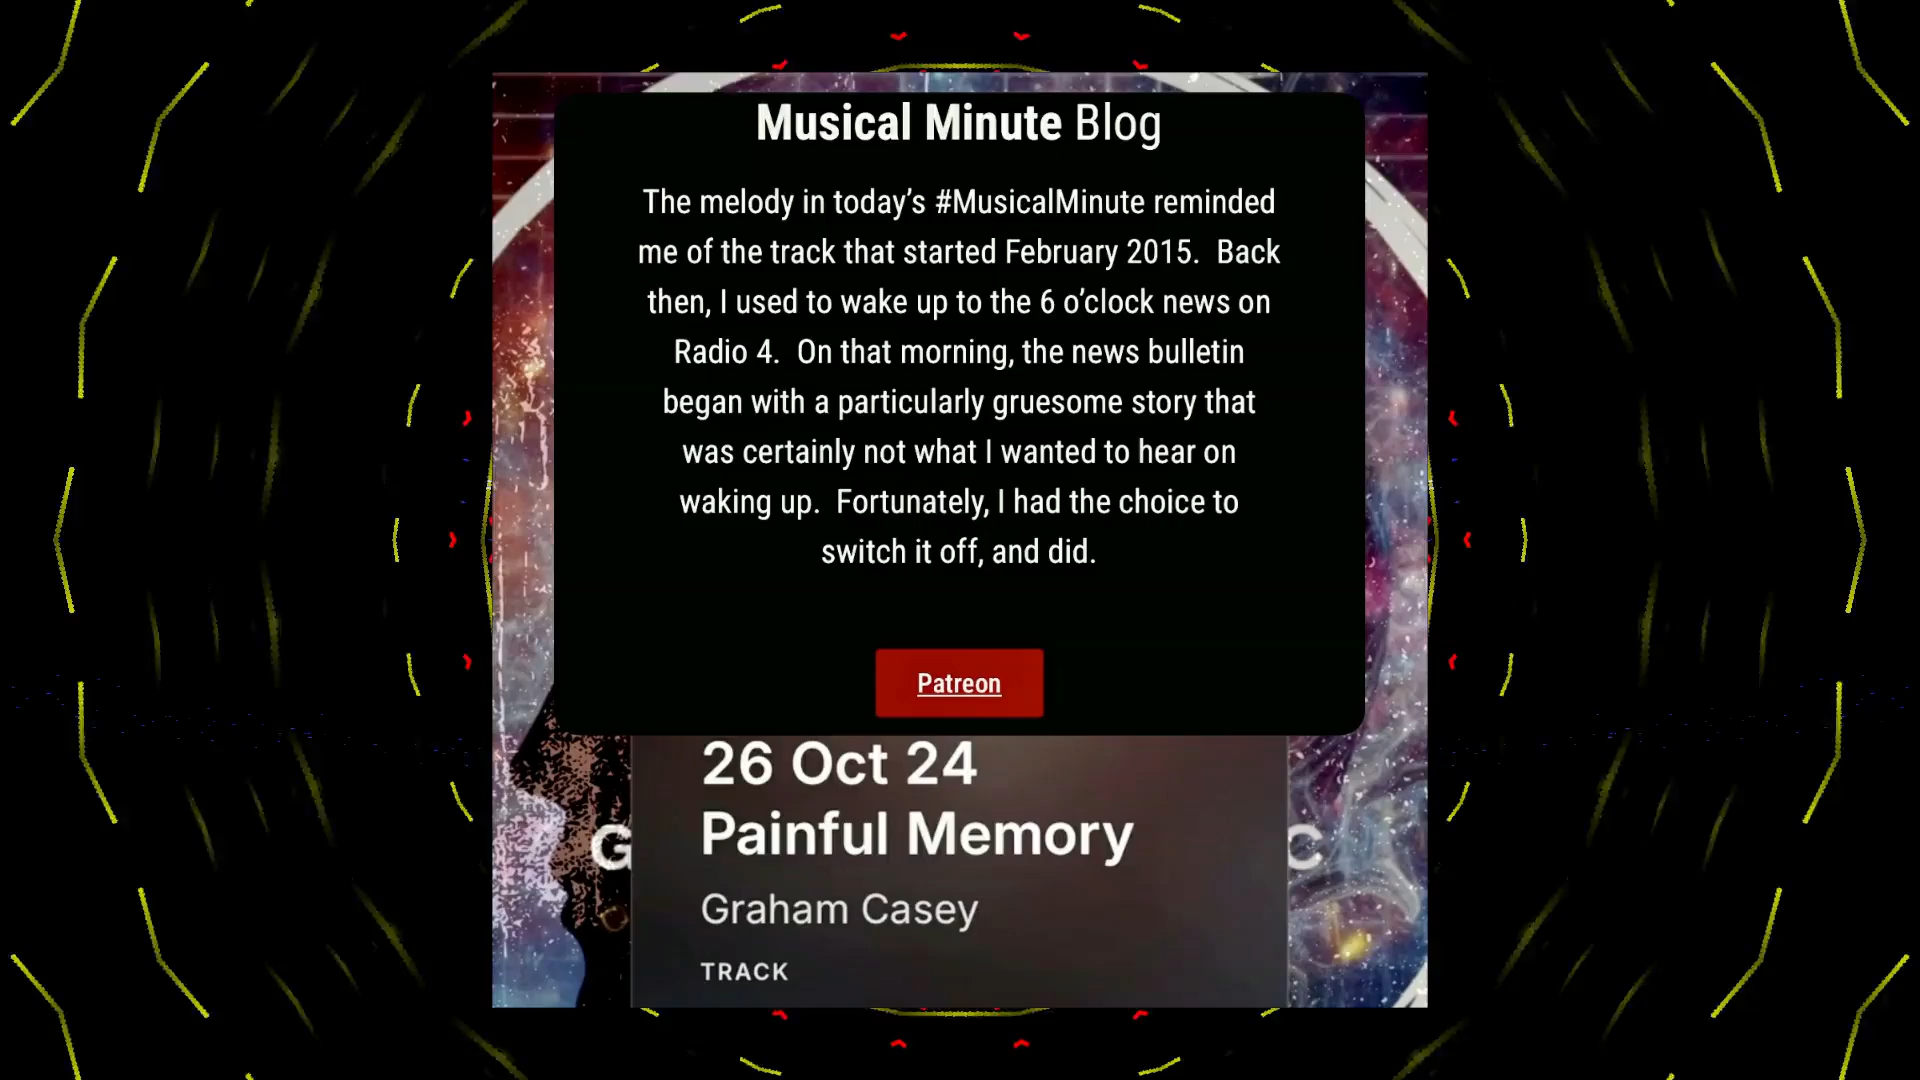 Musical Minute Blog
The melody in today’s #MusicalMinute reminded
me of the track that started February 2015.  Back
then, I used to wake up to the 6 o’clock news on
Radio 4.  On that morning, the news bulletin
began with a particularly gruesome story that
was certainly not what I wanted to hear on
waking up.  Fortunately, I had the choice to
switch it off, and did.
Patreon
26 Oct 24
Painful Memory
Graham Casey
TRACK